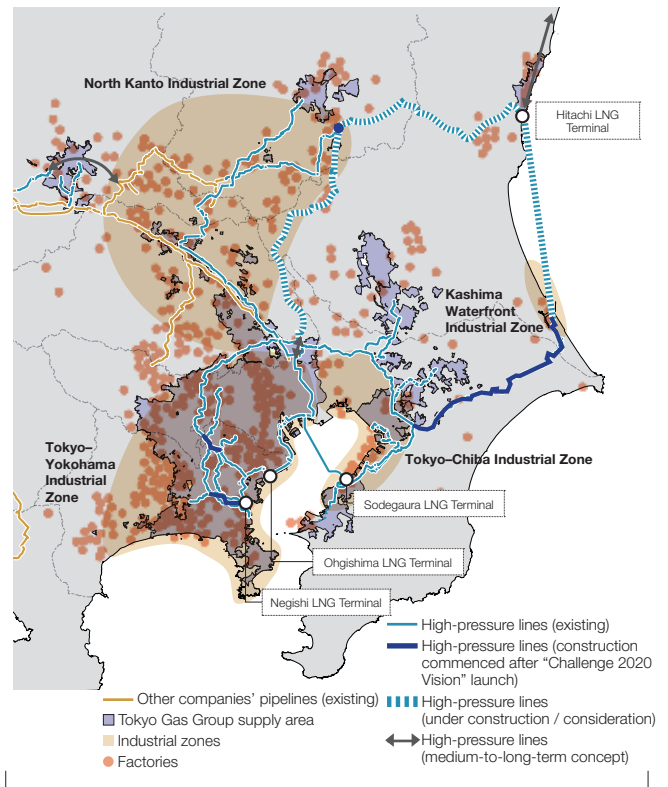 North Kanto Industrial Zone
Hitachi LNG
Terminal
Kashima
Waterfront
Industrial Zone
Tokyo–
Yokohama
Industrial
Zone
Tokyo–Chiba Industrial Zone
Sodegaura LNG Terminal
Ohgishima LNG Terminal
Negishi LNG Terminal
High-pressure lines (existing)
High-pressure lines (construction
commenced after “Challenge 2020
Vision” launch)
High-pressure lines
(under construction / consideration)
High-pressure lines
(medium-to-long-term concept)
Other companies’ pipelines (existing)
Tokyo Gas Group supply area
Industrial zones
Factories